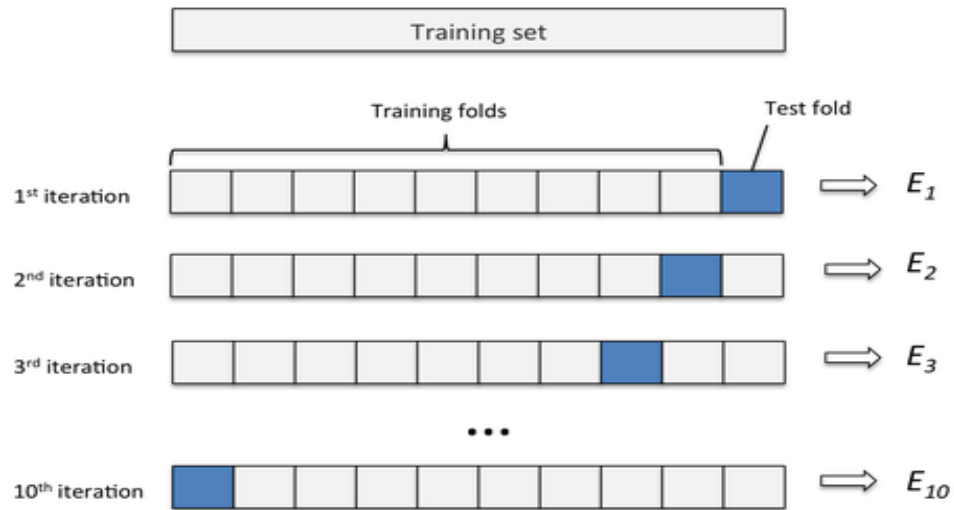 Training set
Training folds
Test fold
1st iteration
E1
2nd iteration
E2
3rd iteration
E3
...
10th iteration
E10